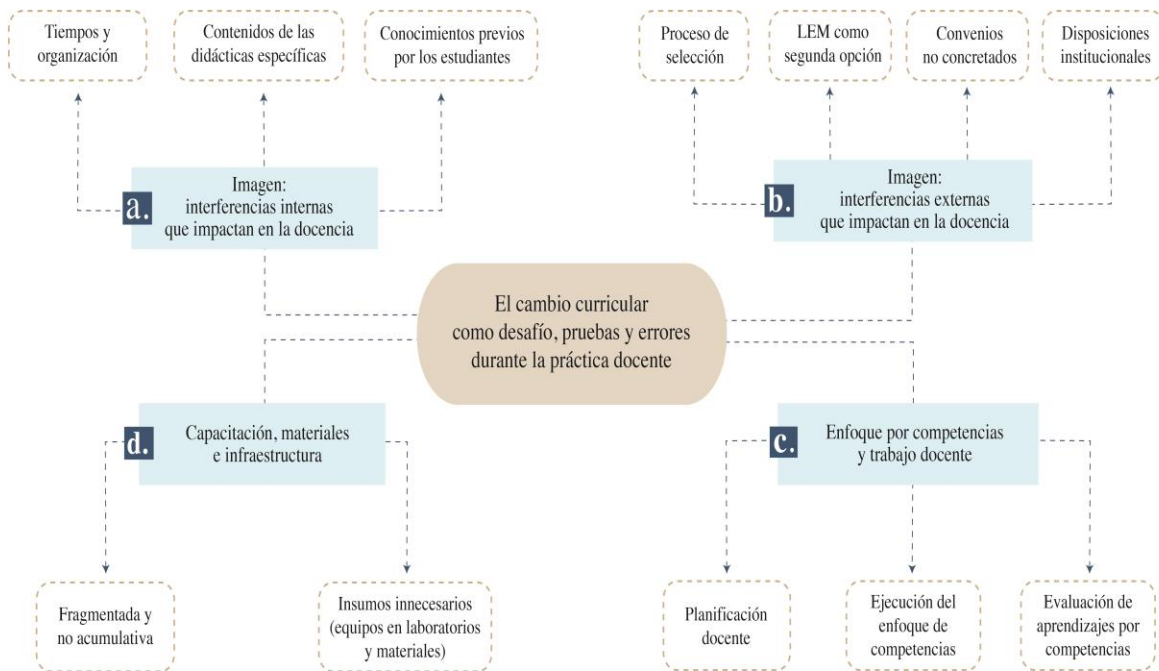 Tiempos y
organización
Contenidos de las
didácticas específicas
Conocimientos previos
por los estudiantes
Proceso de
selección
LEM como
segunda opción
Convenios
no concretados
Disposiciones
institucionales
a.
Imagen:
interferencias internas
que impactan en la docencia
b.
Imagen:
interferencias externas
que impactan en la docencia
El cambio curricular
como desafío, pruebas y errores
durante la práctica docente
d.
Capacitación, materiales
e infraestructura
c.
Enfoque por competencias
y trabajo docente
Fragmentada y
no acumulativa
Insumos innecesarios
(equipos en laboratorios
y materiales)
Planificación
docente
Ejecución del
enfoque de
competencias
Evaluación de
aprendizajes por
competencias